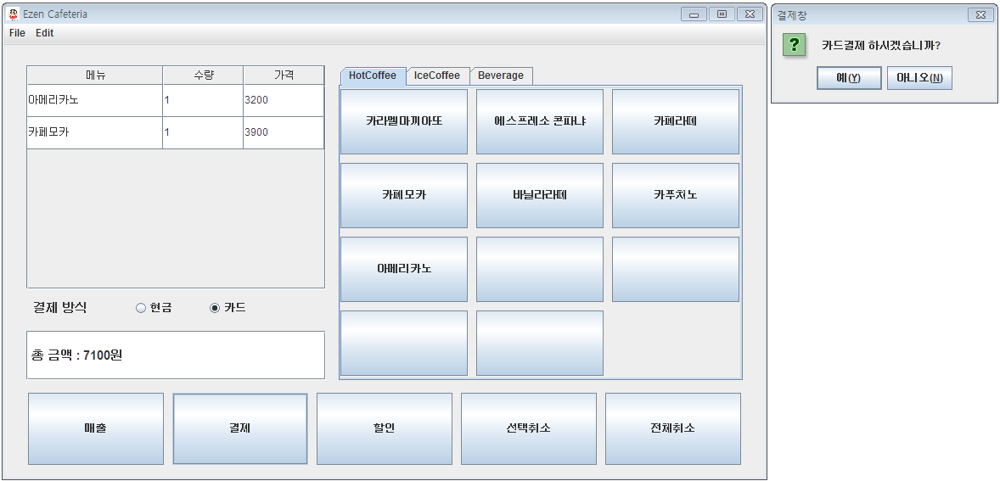 Ezen Cafeteria
File Edit
메뉴 수량 가격
아메리카노 1 3200
카페모카 1 3900
결제 방식 현금 카드
총 금액 : 7100원
HotCoffee IceCoffee Beverage
카라멜마끼아또 에스프레소 콘파냐 카페라떼
카페모카 바닐라라떼 카푸치노
아메리카노
매출 결제 할인 선택취소 전체취소
결제창
카드결제 하시겠습니까?
예(Y) 아니오(N)